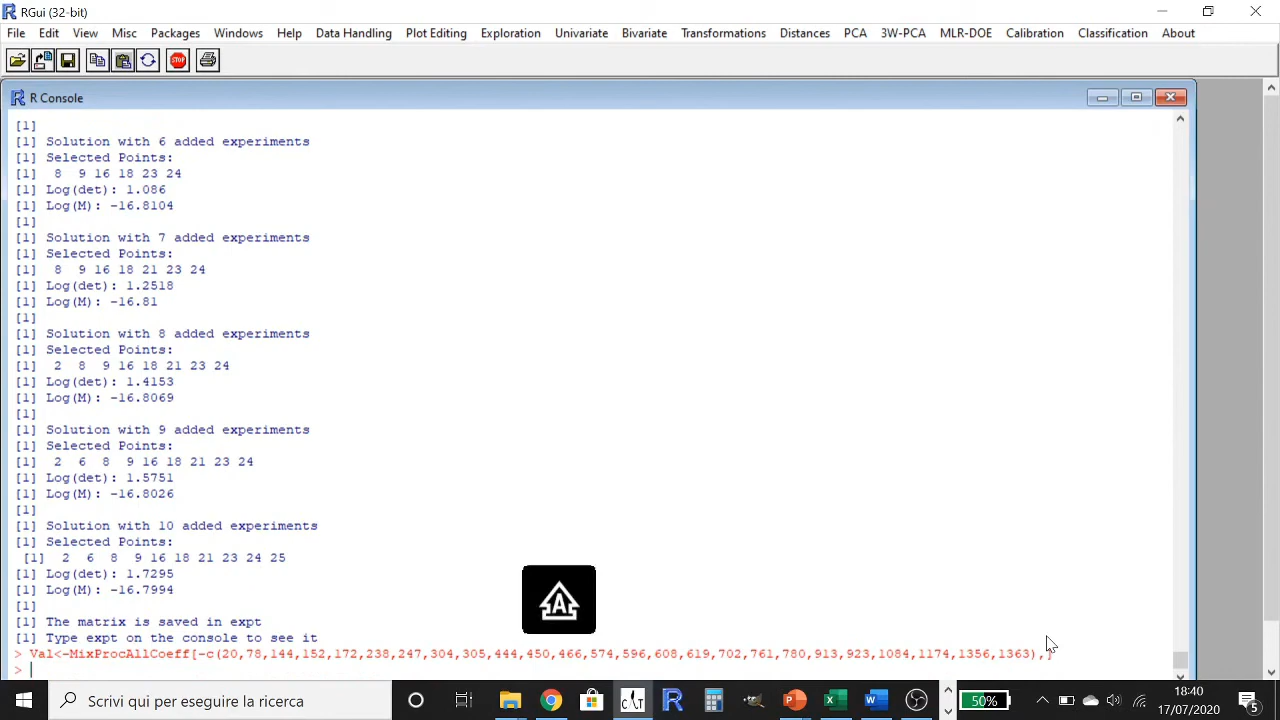 RGui (32-bit)
File Edit View Misc Packages Windows Help Data Handling Plot Editing Exploration Univariate Bivariate Transformations Distances PCA 3W-PCA MLR-DOE Calibration Classification About
STOP
R Console
[1]
[1] Solution with 6 added experiments
[1] Selected Points:
[1] 8 9 16 18 23 24
[1] Log(det): 1.086
[1] Log(M): -16.8104
[1]
[1] Solution with 7 added experiments
[1] Selected Points:
[1] 8 9 16 18 21 23 24
[1] Log(det): 1.2518
[1] Log(M): -16.81
[1]
[1] Solution with 8 added experiments
[1] Selected Points:
[1] 2 8 9 16 18 21 23 24
[1] Log(det): 1.4153
[1] Log(M): -16.8069
[1]
[1] Solution with 9 added experiments
[1] Selected Points:
[1] 2 6 8 9 16 18 21 23 24
[1] Log(det): 1.5751
[1] Log(M): -16.8026
[1]
[1] Solution with 10 added experiments
[1] Selected Points:
[1] 2 6 8 9 16 18 21 23 24 25
[1] Log(det): 1.7295
[1] Log(M): -16.7994
[1]
[1] The matrix is saved in expt
[1] Type expt on the console to see it
> Val<-MixProcAllCoeff[-c(20,78,144,152,172,238,247,304,305,444,450,466,574,596,608,619,702,761,780,913,923,1084,1174,1356,1363),]
>
A
Scrivi qui per eseguire la ricerca
50%
18:40
17/07/2020
5